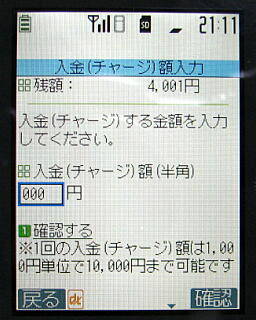 SD 21:11
入金(チャージ)額入力
残額： 4,001円
入金(チャージ)する金額を入力
してください。
入金(チャージ)額(半角)
000 円
1 確認する
※1回の入金(チャージ)額は1,00
0円単位で10,000円まで可能です
戻る 確認